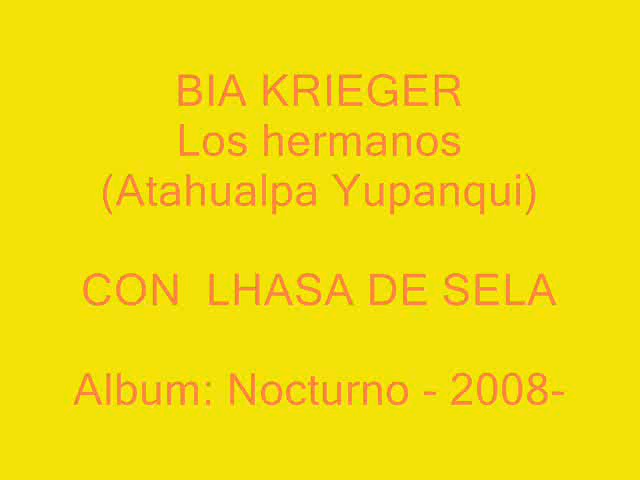 BIA KRIEGER
Los hermanos
(Atahualpa Yupanqui)
CON  LHASA DE SELA
Album: Nocturno - 2008-